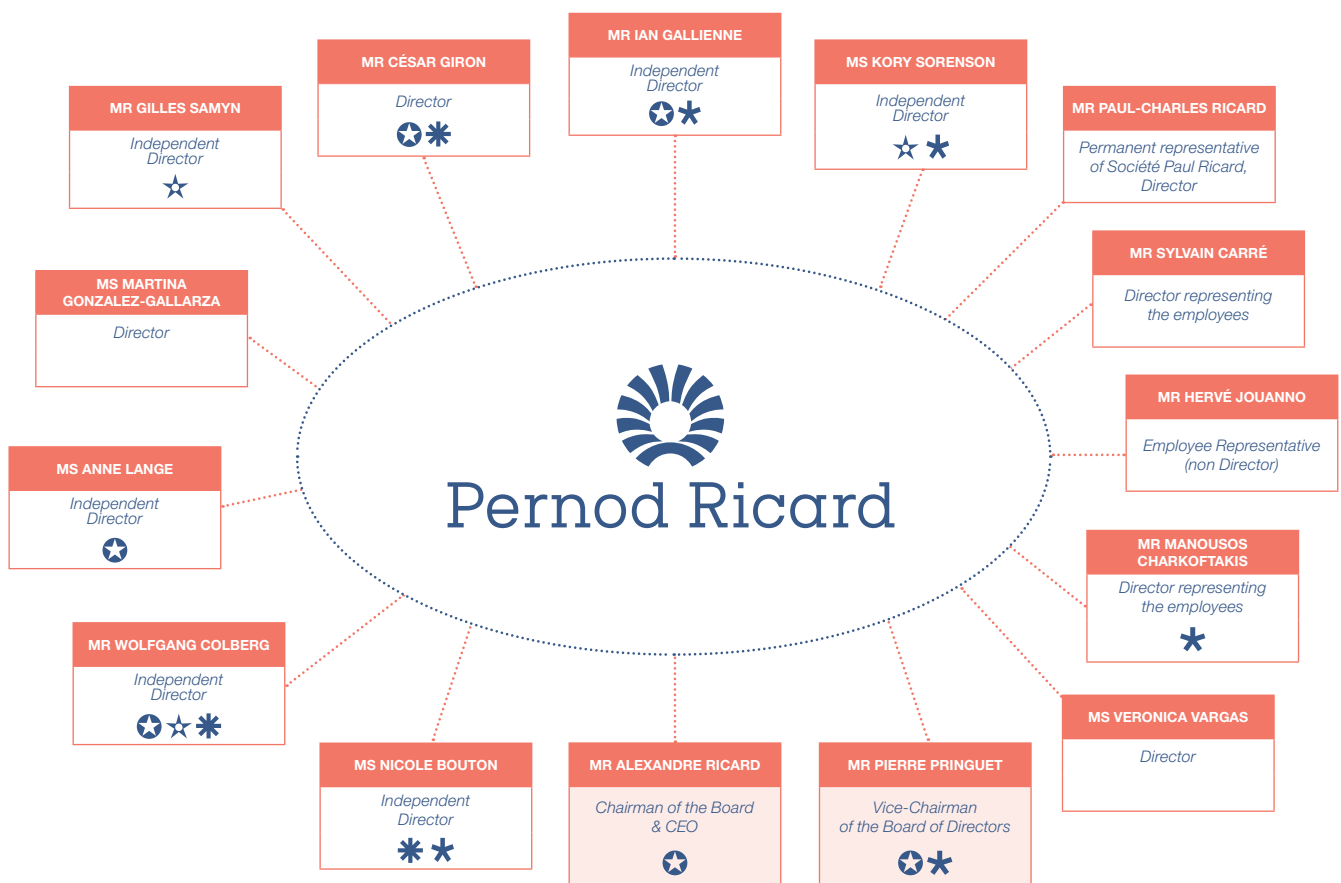 MR IAN GALLIENNE
Independent
Director
MR CÉSAR GIRON
Director
MS KORY SORENSON
Independent
Director
MR GILLES SAMYN
Independent
Director
MR PAUL-CHARLES RICARD
Permanent representative
of Société Paul Ricard,
Director
MR SYLVAIN CARRÉ
Director representing
the employees
MS MARTINA
GONZALEZ-GALLARZA
Director
MR HERVÉ JOUANNO
Employee Representative
(non Director)
MS ANNE LANGE
Independent
Director
Pernod Ricard
MR MANOUSOS
CHARKOFTAKIS
Director representing
the employees
MR WOLFGANG COLBERG
Independent
Director
MS VERONICA VARGAS
Director
MS NICOLE BOUTON
Independent
Director
MR ALEXANDRE RICARD
Chairman of the Board
& CEO
MR PIERRE PRINGUET
Vice-Chairman
of the Board of Directors